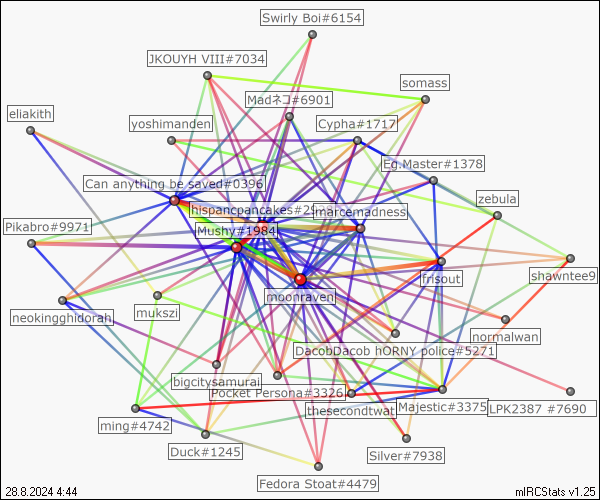 Swirly Boi#6154
JKOUYH VIII#7034
somass
Madネコ#6901
eliakith
yoshimanden
Cypha#1717
Eg.Master#1378
Can anything be saved#0396
zebula
hispancpancakes#29
marcemadness
Pikabro#9971
Mushy#1984
frisout
shawntee9
moonraven
mukszi
neokingghidorah
normalwan
DacobDacob hORNY police#5271
bigcitysamurai
Pocket Persona#3326
thesecondtwat
Majestic#3375
LPK2387 #7690
ming#4742
Duck#1245
Silver#7938
Fedora Stoat#4479
28.8.2024 4:44
mIRCStats v1.25